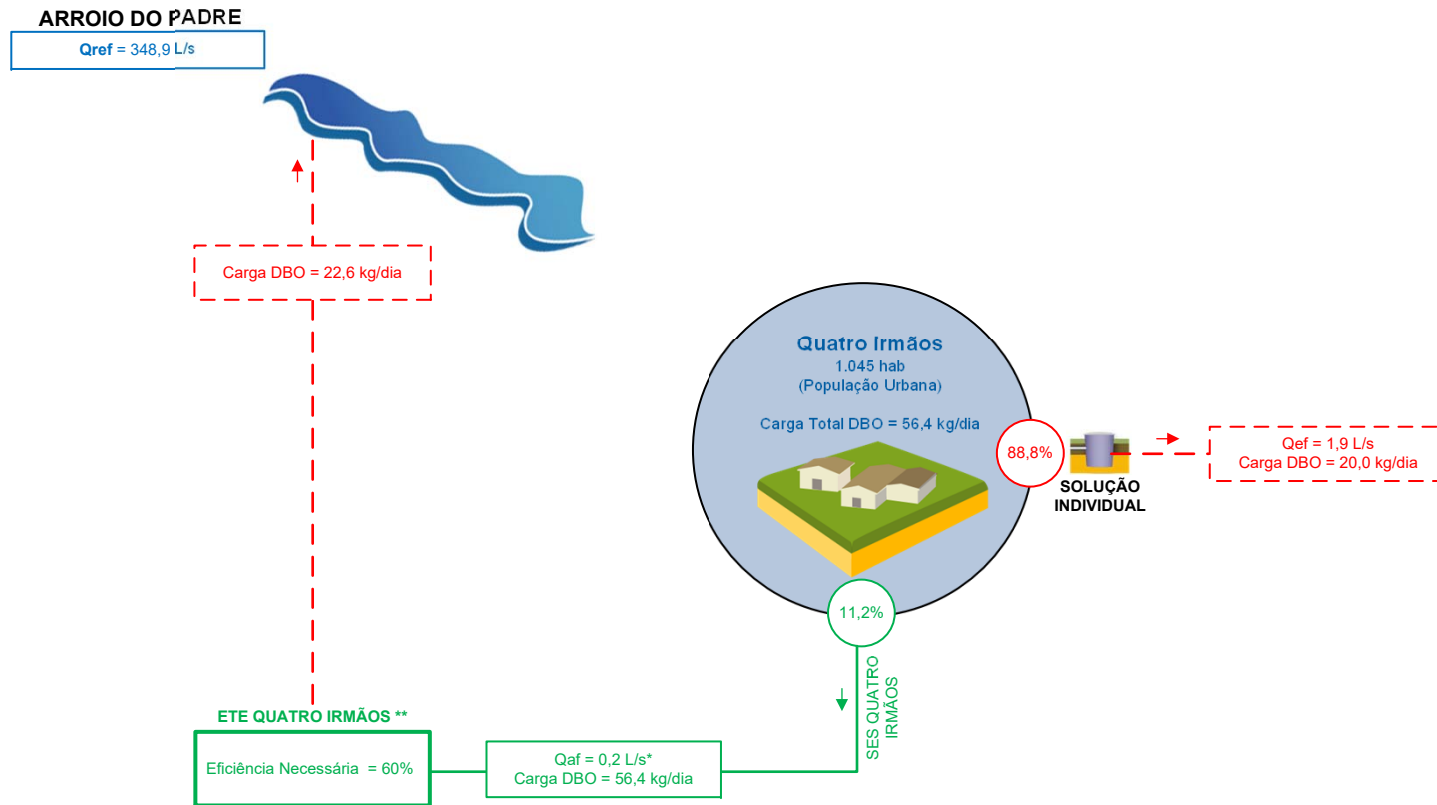 ARROIO DO PADRE
Qref = 348,9 L/s
Carga DBO = 22,6 kg/dia
Quatro Irmãos
1.045 hab
(População Urbana)
Carga Total DBO = 56,4 kg/dia
88,8%
SOLUÇÃO
INDIVIDUAL
Qef = 1,9 L/s
Carga DBO = 20,0 kg/dia
11,2%
SES QUATRO
IRMÃOS
ETE QUATRO IRMÃOS **
Eficiência Necessária = 60%
Qaf = 0,2 L/s*
Carga DBO = 56,4 kg/dia